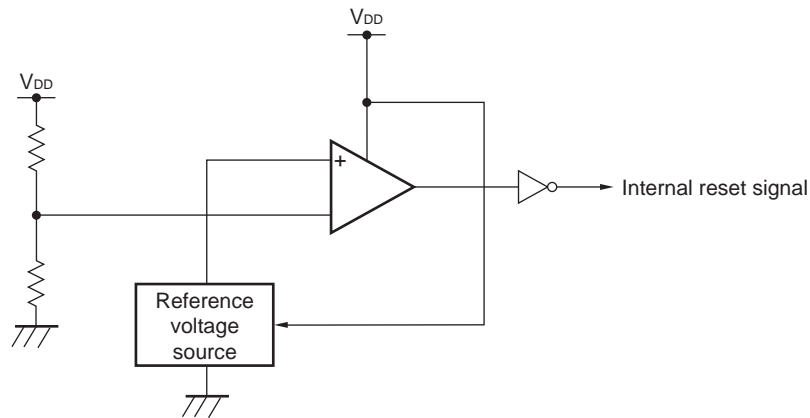 VDD
VDD
+
Internal reset signal
Reference
voltage
source